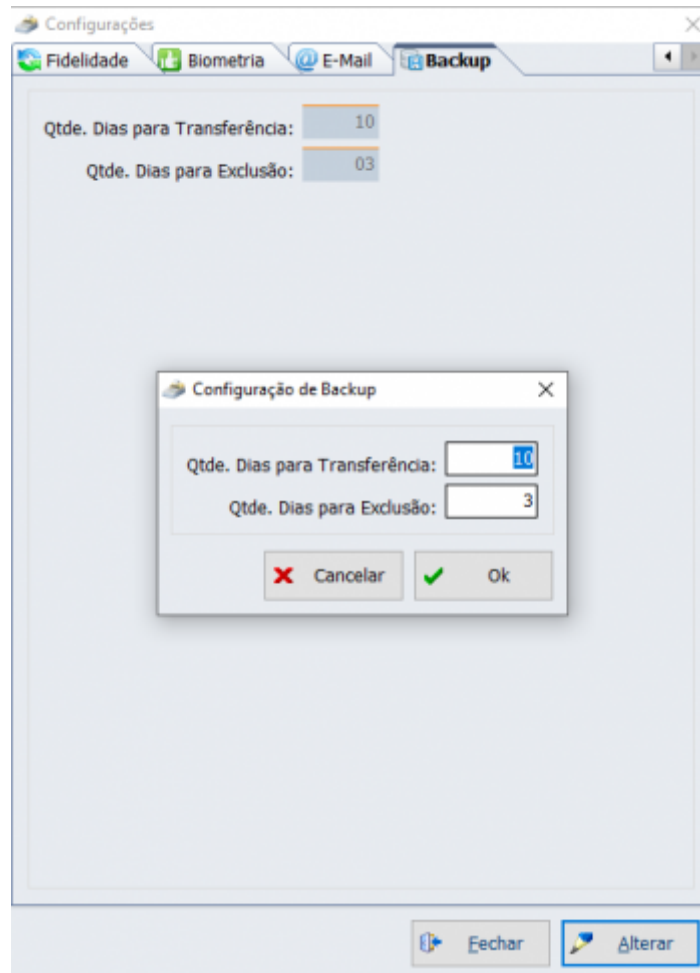 Configurações
Fidelidade Biometria E-Mail Backup
Qtde. Dias para Transferência: 10
Qtde. Dias para Exclusão: 03
Configuração de Backup
Qtde. Dias para Transferência: 10
Qtde. Dias para Exclusão: 3
Cancelar Ok
Fechar Alterar